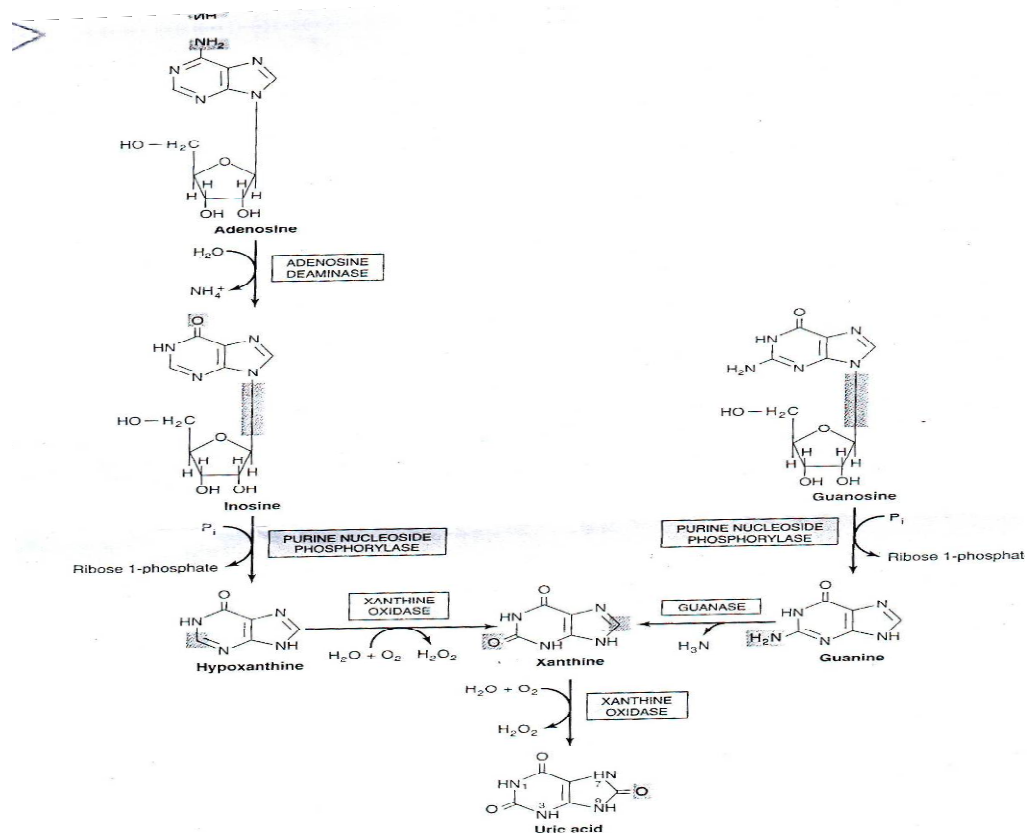 NH₂
N
N
N
N
HO — H₂C
O
H H
H H
OH OH
Adenosine
H₂O
ADENOSINE
DEAMINASE
NH₄⁺
O
HN
N
N
N
HO — H₂C
O
H H
H H
OH OH
Inosine
O
HN
N
H₂N
N
N
HO — H₂C
O
H H
H H
OH OH
Guanosine
Pᵢ
PURINE NUCLEOSIDE
PHOSPHORYLASE
Ribose 1-phosphate
PURINE NUCLEOSIDE
PHOSPHORYLASE
Pᵢ
Ribose 1-phosphat
O
HN
N
N
NH
Hypoxanthine
XANTHINE
OXIDASE
H₂O + O₂
H₂O₂
O
HN
N
O
NH
NH
Xanthine
GUANASE
H₃N
O
HN
N
H₂N
N
NH
Guanine
H₂O + O₂
XANTHINE
OXIDASE
H₂O₂
O
HN 1
HN
7
O
3
N
H
9
NH
O
Uric acid